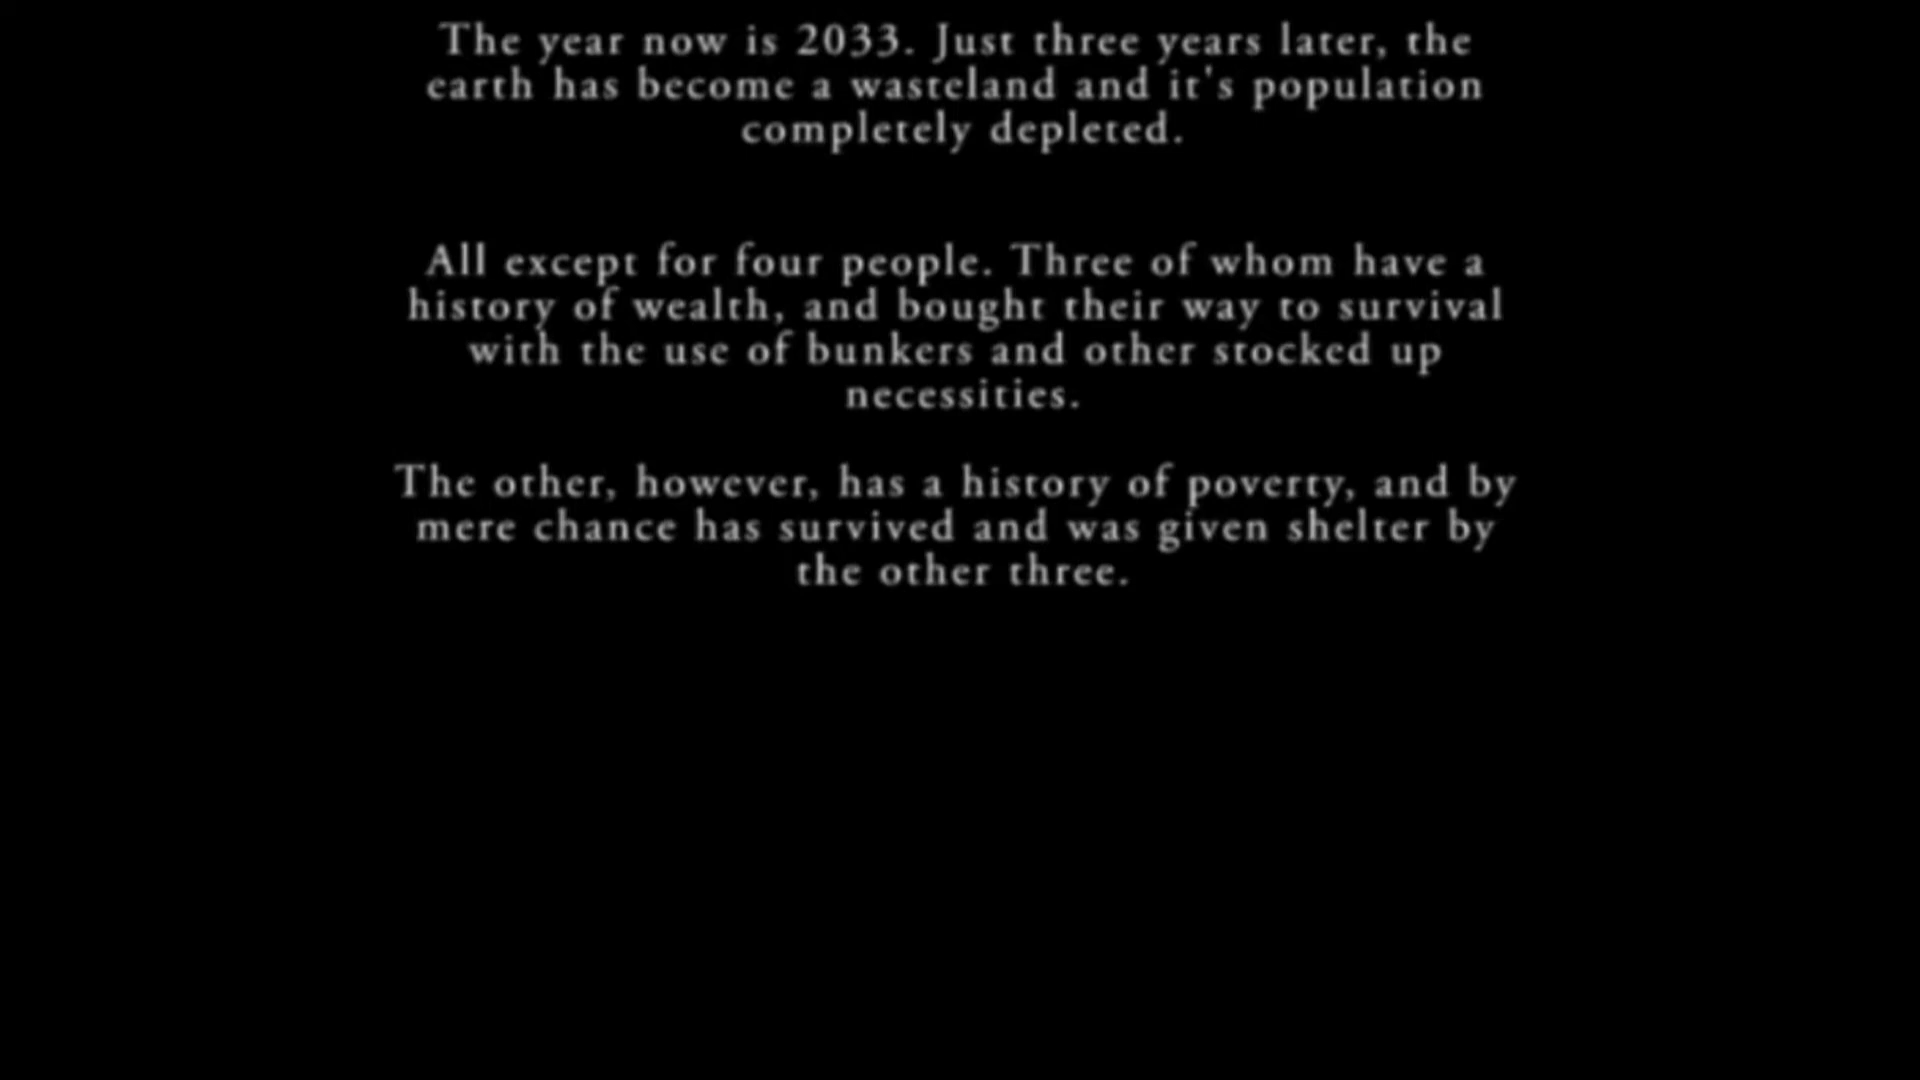 The year now is 2033. Just three years later, the
earth has become a wasteland and it's population
completely depleted.
All except for four people. Three of whom have a
history of wealth, and bought their way to survival
with the use of bunkers and other stocked up
necessities.
The other, however, has a history of poverty, and by
mere chance has survived and was given shelter by
the other three.